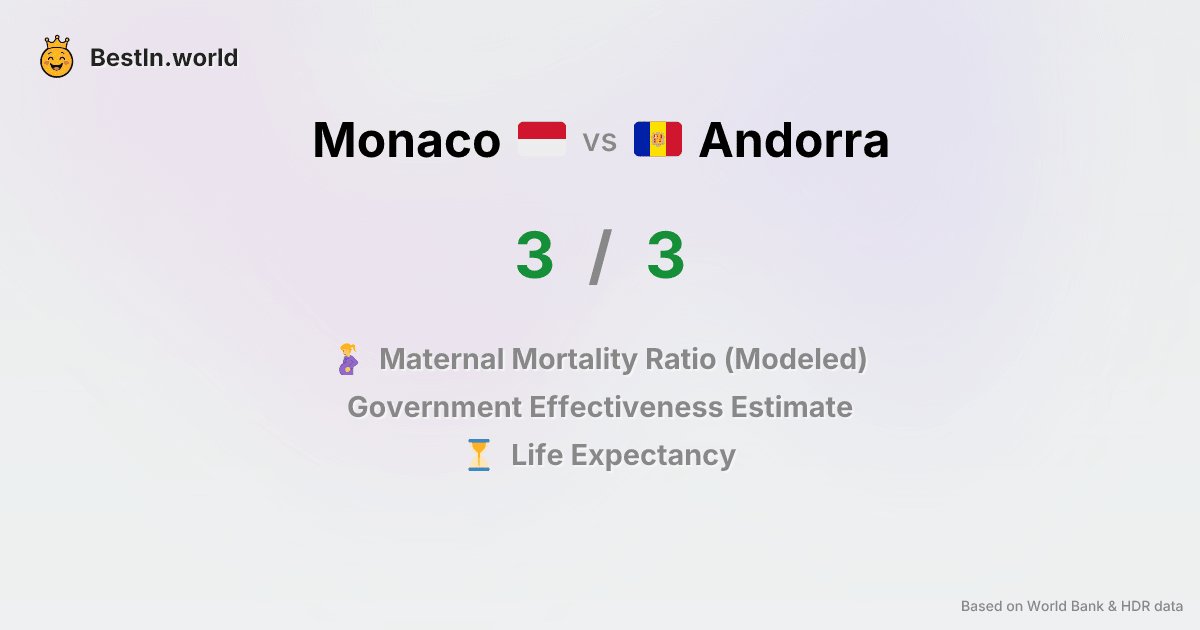 BestIn.world
Monaco vs Andorra
3 / 3
Maternal Mortality Ratio (Modeled)
Government Effectiveness Estimate
Life Expectancy
Based on World Bank & HDR data